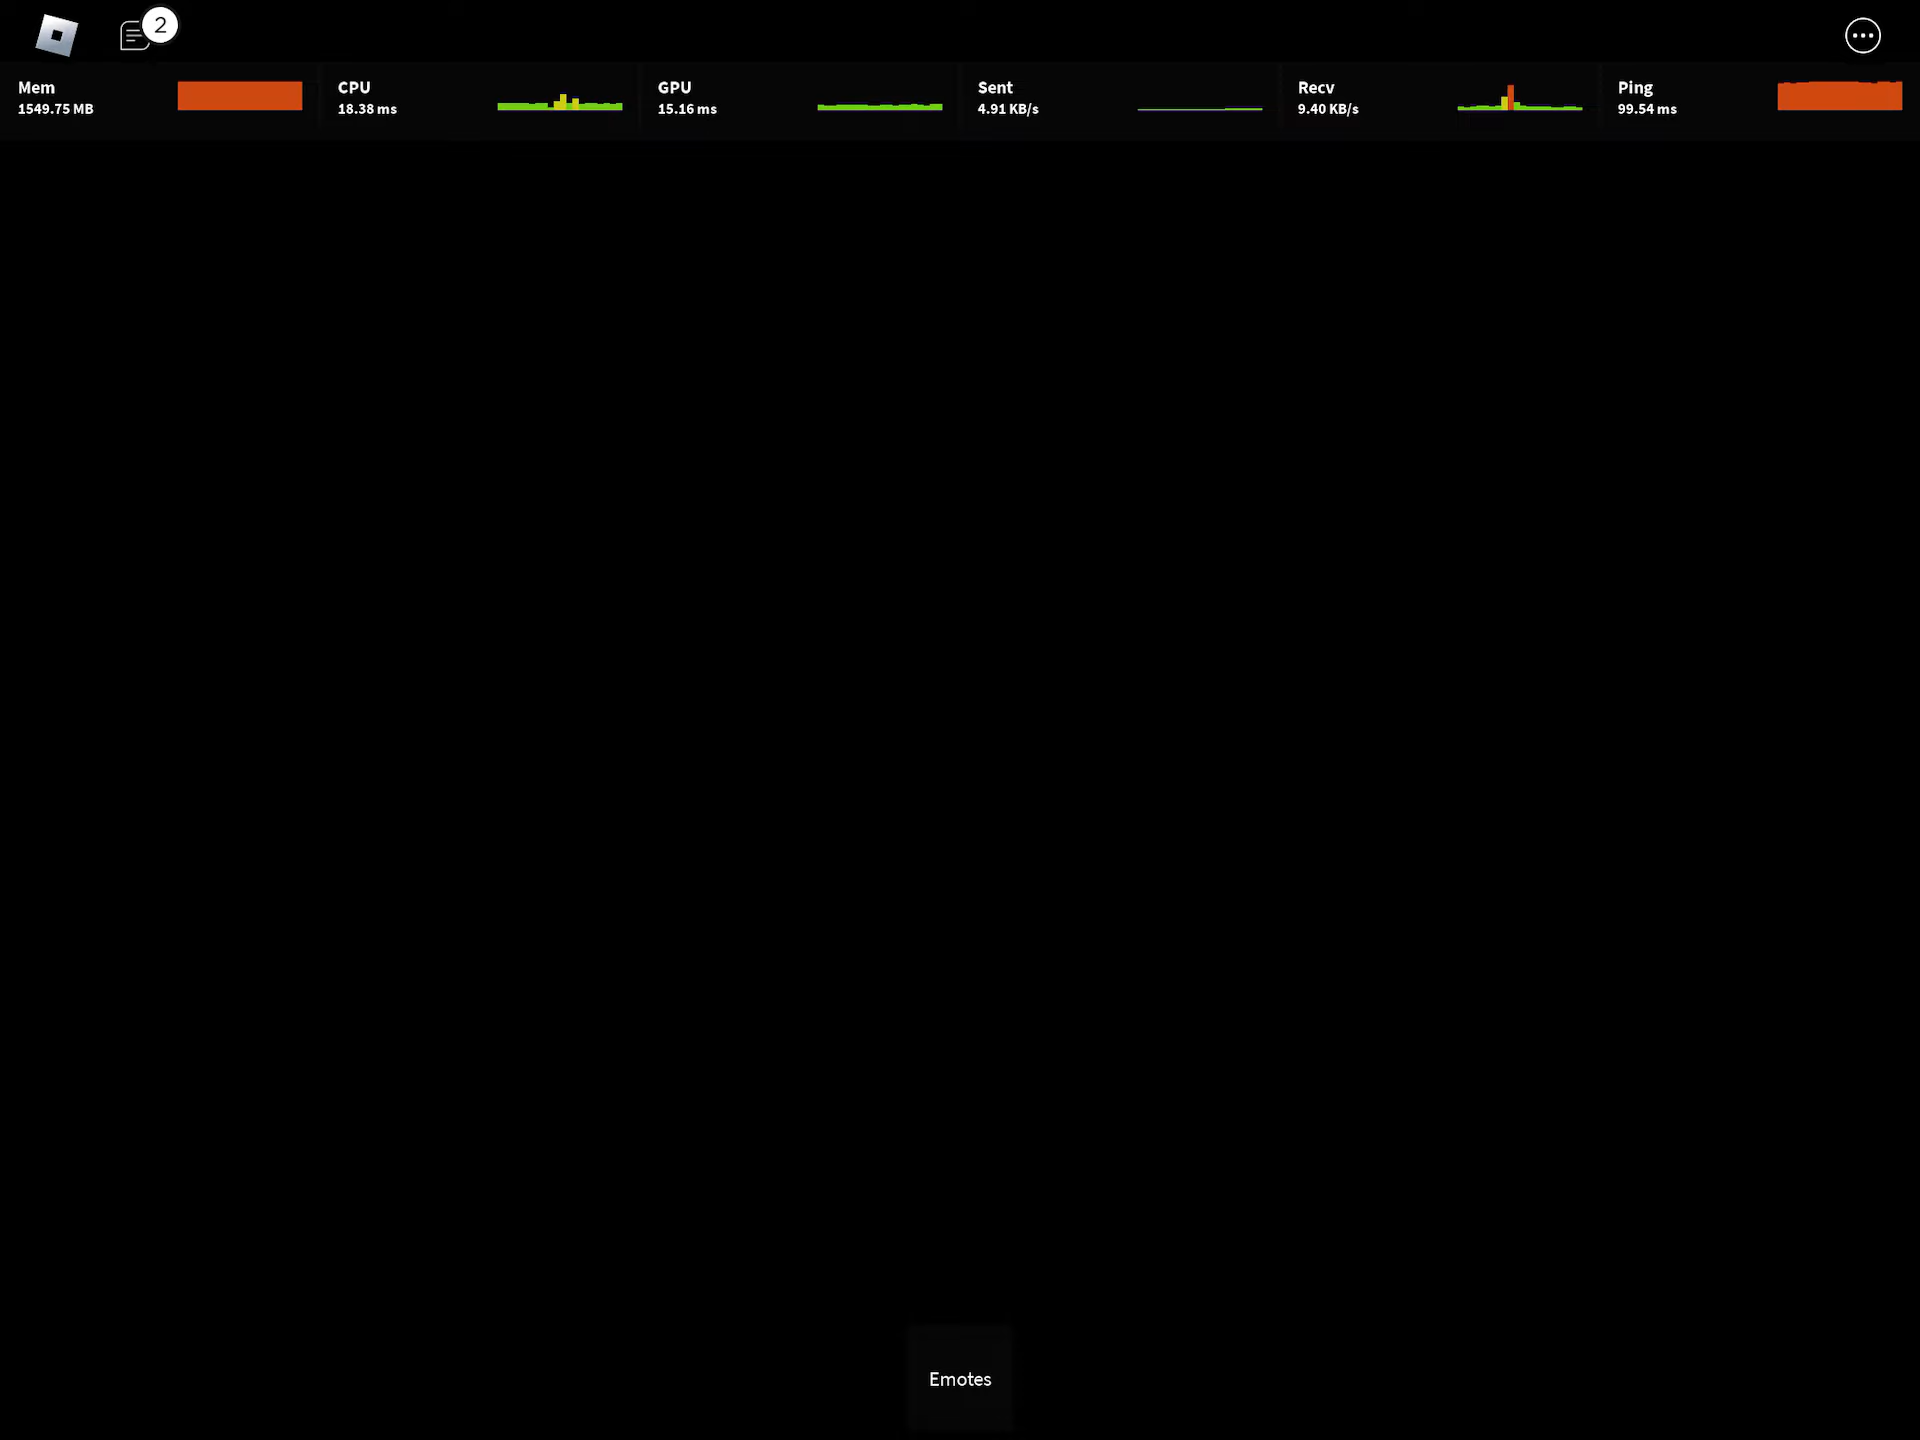 2
Mem
1549.75 MB
CPU
18.38 ms
GPU
15.16 ms
Sent
4.91 KB/s
Recv
9.40 KB/s
Ping
99.54 ms
Emotes